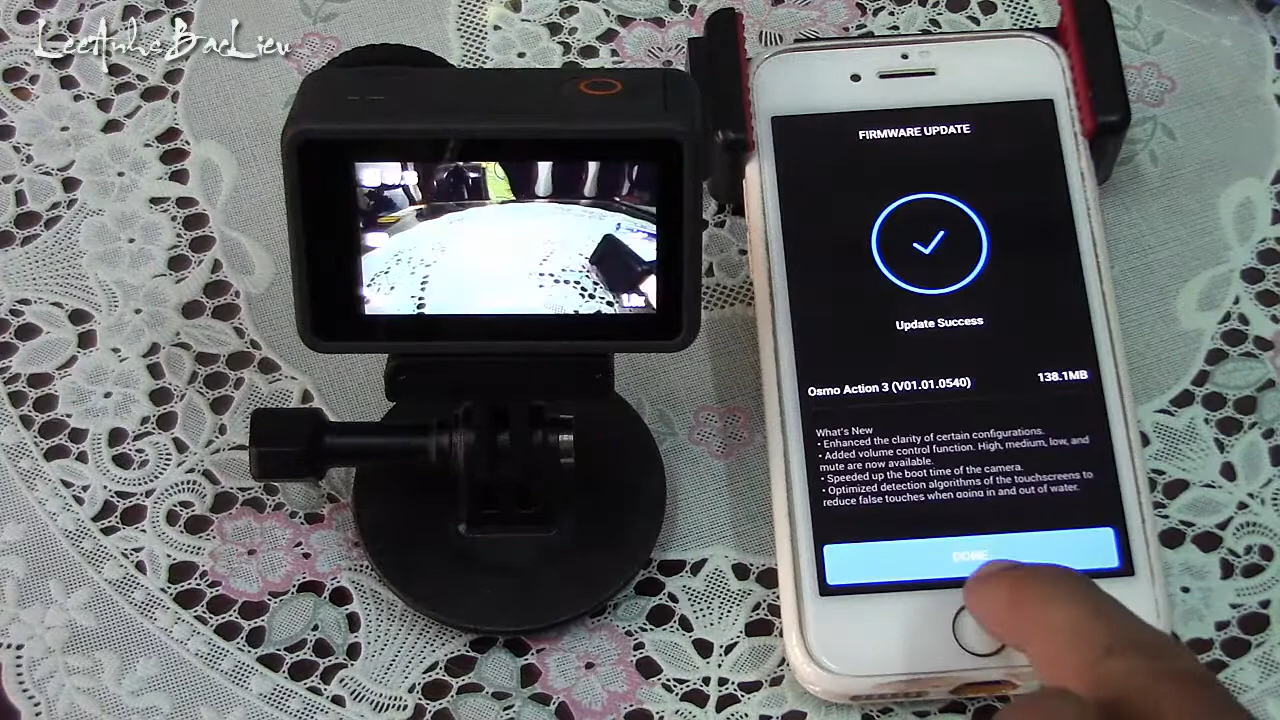 LeeAnhsBacLieu
FIRMWARE UPDATE
Update Success
Osmo Action 3 (V01.01.0540) 138.1MB
What's New
• Enhanced the clarity of certain configurations.
• Added volume control function. High, medium, low, and
mute are now available.
• Speeded up the boot time of the camera.
• Optimized detection algorithms of the touchscreens to
reduce false touches when going in and out of water.
DONE